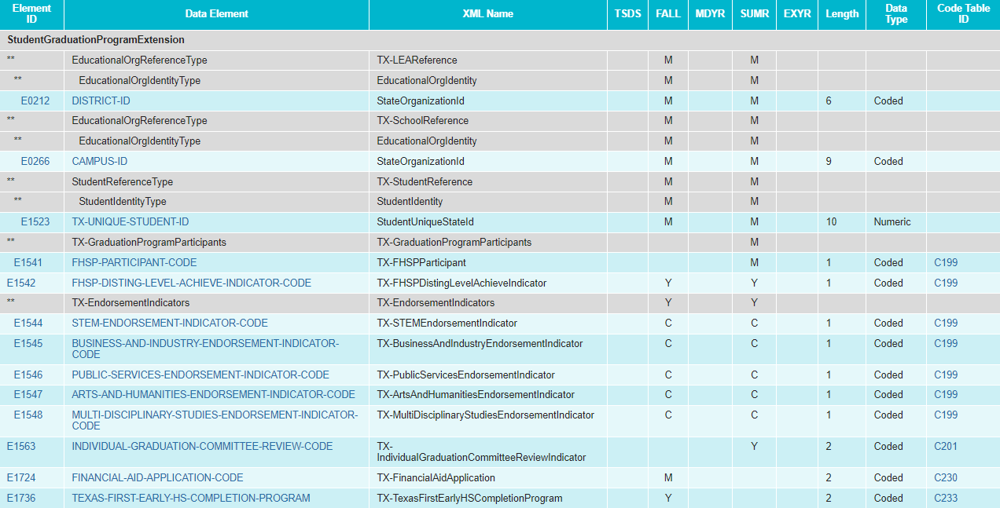 Element ID Data Element XML Name TSDS FALL MDYR SUMR EXYR Length Data Type Code Table ID
StudentGraduationProgramExtension
** EducationalOrgReferenceType TX-LEAReference M M
** EducationalOrgIdentityType EducationalOrgIdentity M M
E0212 DISTRICT-ID StateOrganizationId M M 6 Coded
** EducationalOrgReferenceType TX-SchoolReference M M
** EducationalOrgIdentityType EducationalOrgIdentity M M
E0266 CAMPUS-ID StateOrganizationId M M 9 Coded
** StudentReferenceType TX-StudentReference M M
** StudentIdentityType StudentIdentity M M
E1523 TX-UNIQUE-STUDENT-ID StudentUniqueStateId M M 10 Numeric
** TX-GraduationProgramParticipants TX-GraduationProgramParticipants M
E1541 FHSP-PARTICIPANT-CODE TX-FHSPParticipant M 1 Coded C199
E1542 FHSP-DISTING-LEVEL-ACHIEVE-INDICATOR-CODE TX-FHSPDistingLevelAchieveIndicator Y Y 1 Coded C199
** TX-EndorsementIndicators TX-EndorsementIndicators Y Y
E1544 STEM-ENDORSEMENT-INDICATOR-CODE TX-STEMEndorsementIndicator C C 1 Coded C199
E1545 BUSINESS-AND-INDUSTRY-ENDORSEMENT-INDICATOR-CODE TX-BusinessAndIndustryEndorsementIndicator C C 1 Coded C199
E1546 PUBLIC-SERVICES-ENDORSEMENT-INDICATOR-CODE TX-PublicServicesEndorsementIndicator C C 1 Coded C199
E1547 ARTS-AND-HUMANITIES-ENDORSEMENT-INDICATOR-CODE TX-ArtsAndHumanitiesEndorsementIndicator C C 1 Coded C199
E1548 MULTI-DISCIPLINARY-STUDIES-ENDORSEMENT-INDICATOR-CODE TX-MultiDisciplinaryStudiesEndorsementIndicator C C 1 Coded C199
E1563 INDIVIDUAL-GRADUATION-COMMITTEE-REVIEW-CODE TX-IndividualGraduationCommitteeReviewIndicator Y 2 Coded C201
E1724 FINANCIAL-AID-APPLICATION-CODE TX-FinancialAidApplication M 2 Coded C230
E1736 TEXAS-FIRST-EARLY-HS-COMPLETION-PROGRAM TX-TexasFirstEarlyHSCompletionProgram Y 2 Coded C233